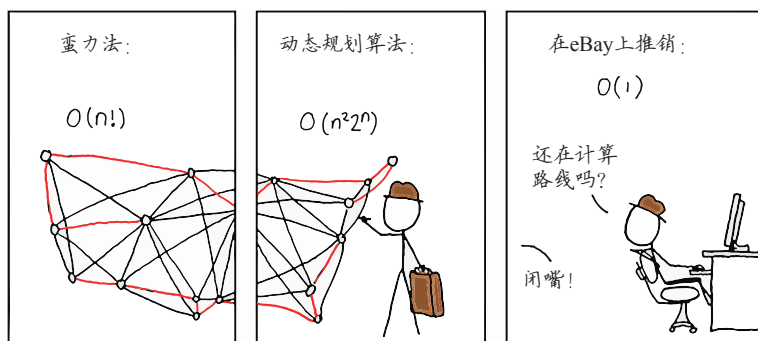 蛮力法:
O(n!)
动态规划算法:
O(n²2ⁿ)
在eBay上推销:
O(1)
还在计算
路线吗?
闭嘴!